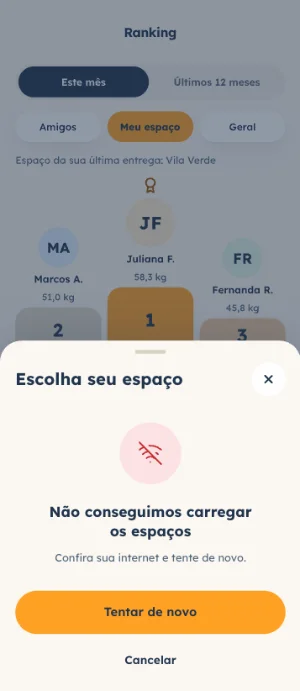 Ranking
Este mês
Últimos 12 meses
Amigos
Meu espaço
Geral
Espaço da sua última entrega: Vila Verde
JF
MA
FR
Juliana F.
58,3 kg
Marcos A.
51,0 kg
Fernanda R.
45,8 kg
1
2
3
Escolha seu espaço
Não conseguimos carregar
os espaços
Confira sua internet e tente de novo.
Tentar de novo
Cancelar